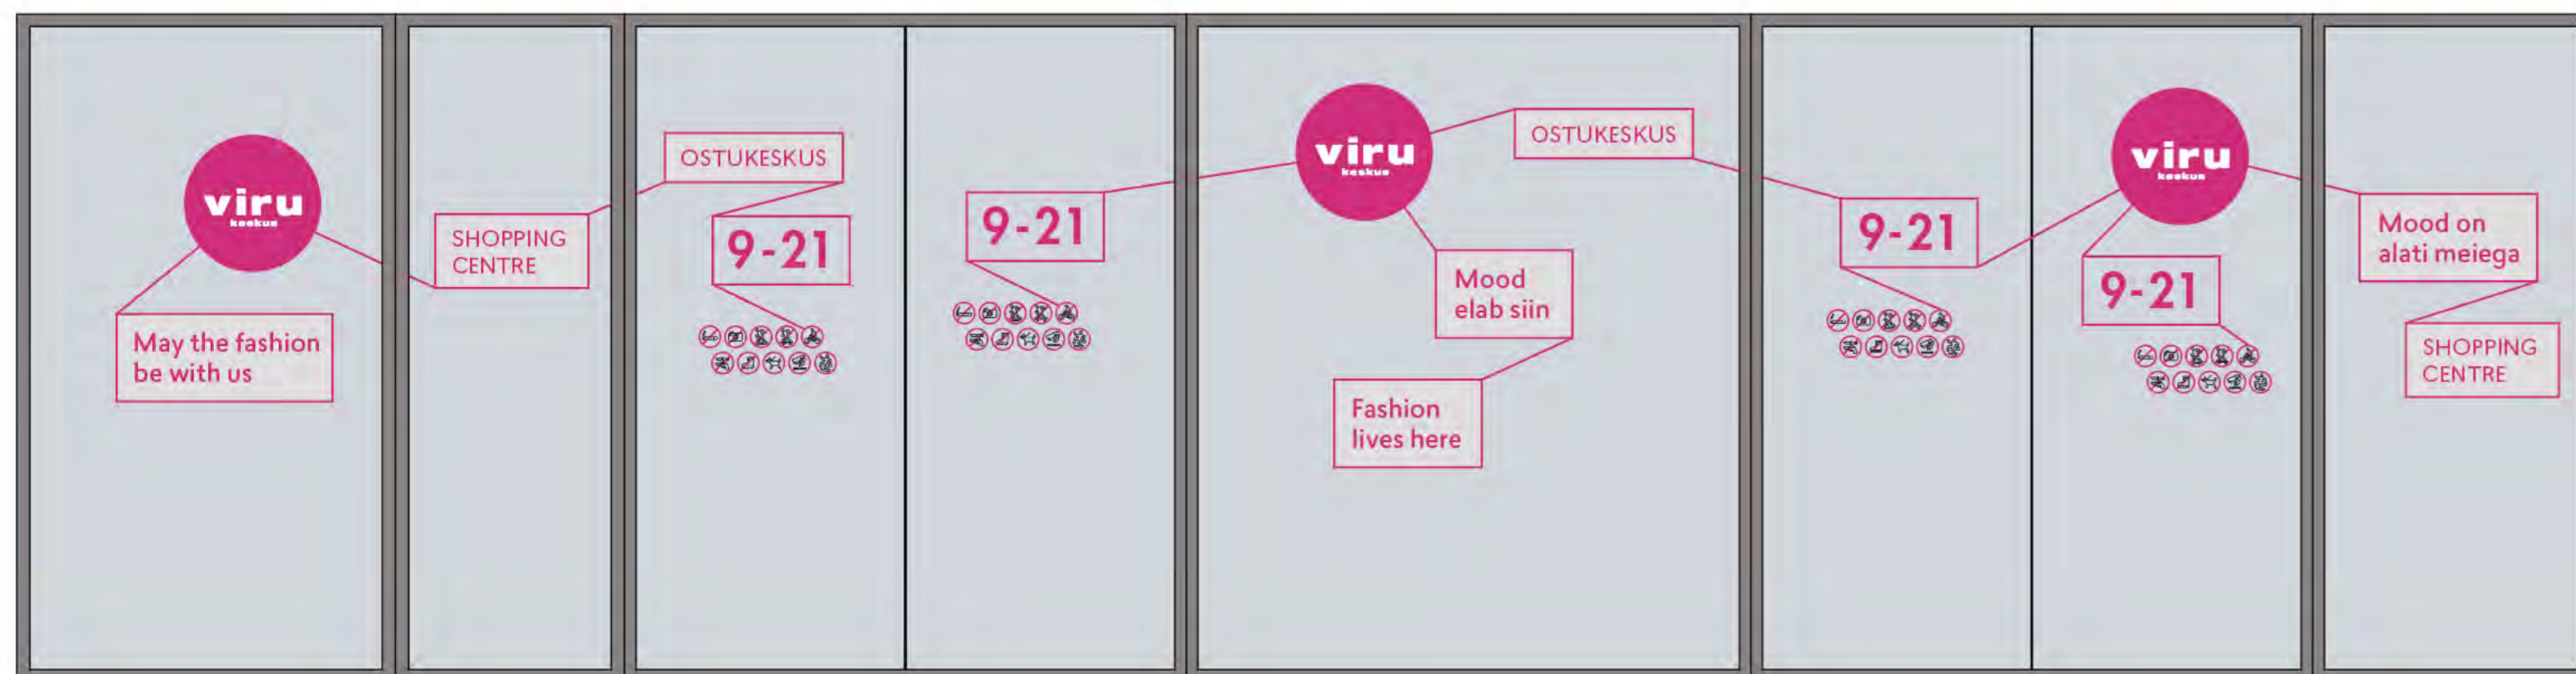 viru
keskus
May the fashion
be with us
SHOPPING
CENTRE
OSTUKESKUS
9-21
9-21
viru
keskus
OSTUKESKUS
Mood
elab siin
Fashion
lives here
9-21
viru
keskus
9-21
Mood on
alati meiega
SHOPPING
CENTRE